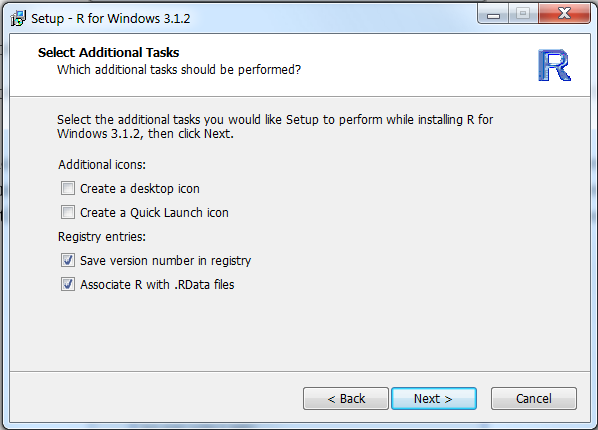 Setup - R for Windows 3.1.2
Select Additional Tasks
Which additional tasks should be performed?
R
Select the additional tasks you would like Setup to perform while installing R for
Windows 3.1.2, then click Next.
Additional icons:
Create a desktop icon
Create a Quick Launch icon
Registry entries:
Save version number in registry
Associate R with .RData files
< Back
Next >
Cancel